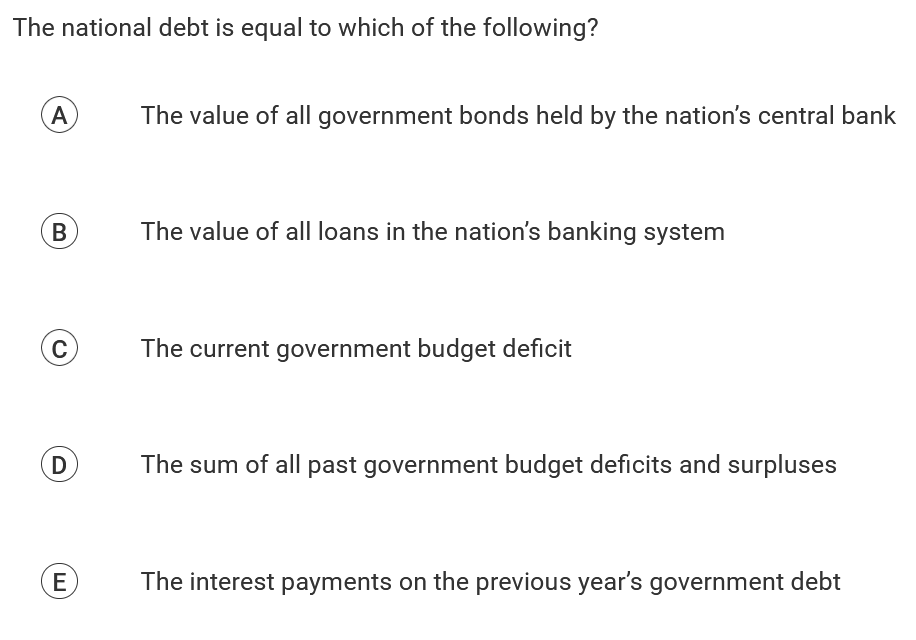 The national debt is equal to which of the following?
A The value of all government bonds held by the nation’s central bank
B The value of all loans in the nation’s banking system
C The current government budget deficit
D The sum of all past government budget deficits and surpluses
E The interest payments on the previous year’s government debt